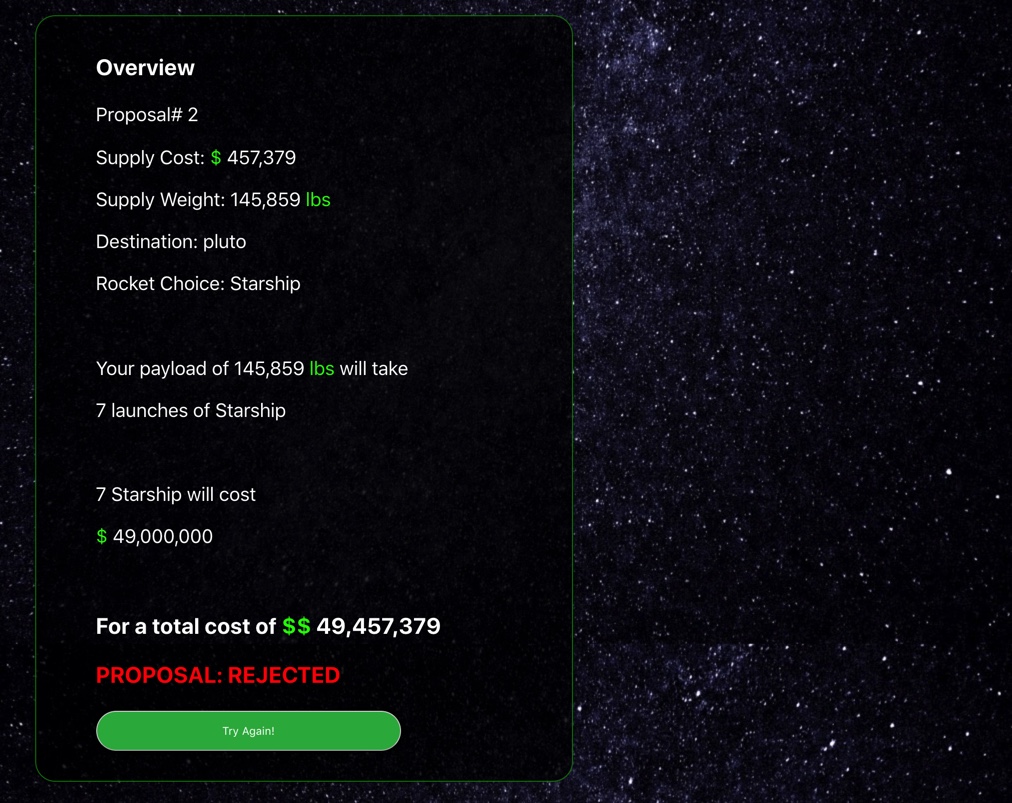 Overview
Proposal# 2
Supply Cost: $ 457,379
Supply Weight: 145,859 lbs
Destination: pluto
Rocket Choice: Starship
Your payload of 145,859 lbs will take
7 launches of Starship
7 Starship will cost
$ 49,000,000
For a total cost of $$ 49,457,379
PROPOSAL: REJECTED
Try Again!